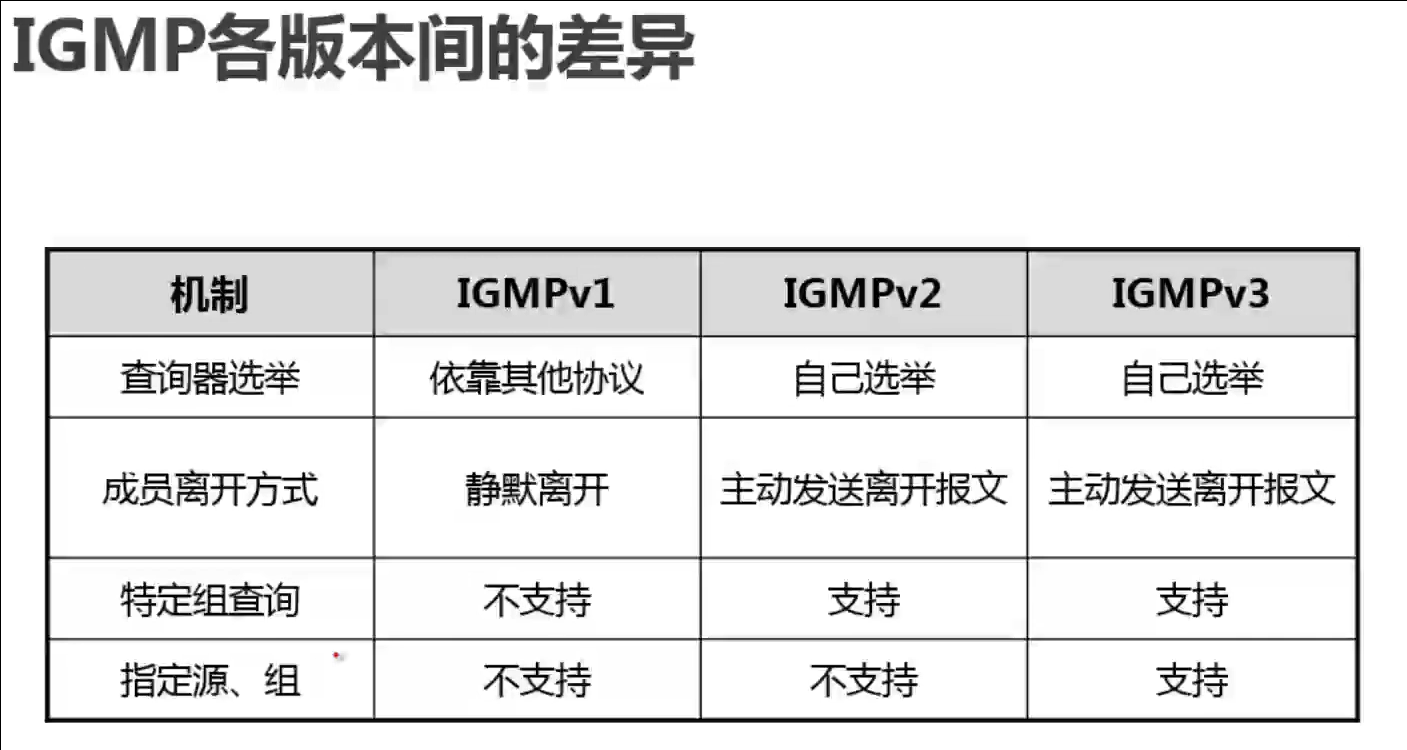 IGMP各版本间的差异
机制 IGMPv1 IGMPv2 IGMPv3
查询器选举 依靠其他协议 自己选举 自己选举
成员离开方式 静默离开 主动发送离开报文 主动发送离开报文
特定组查询 不支持 支持 支持
指定源、组 不支持 不支持 支持